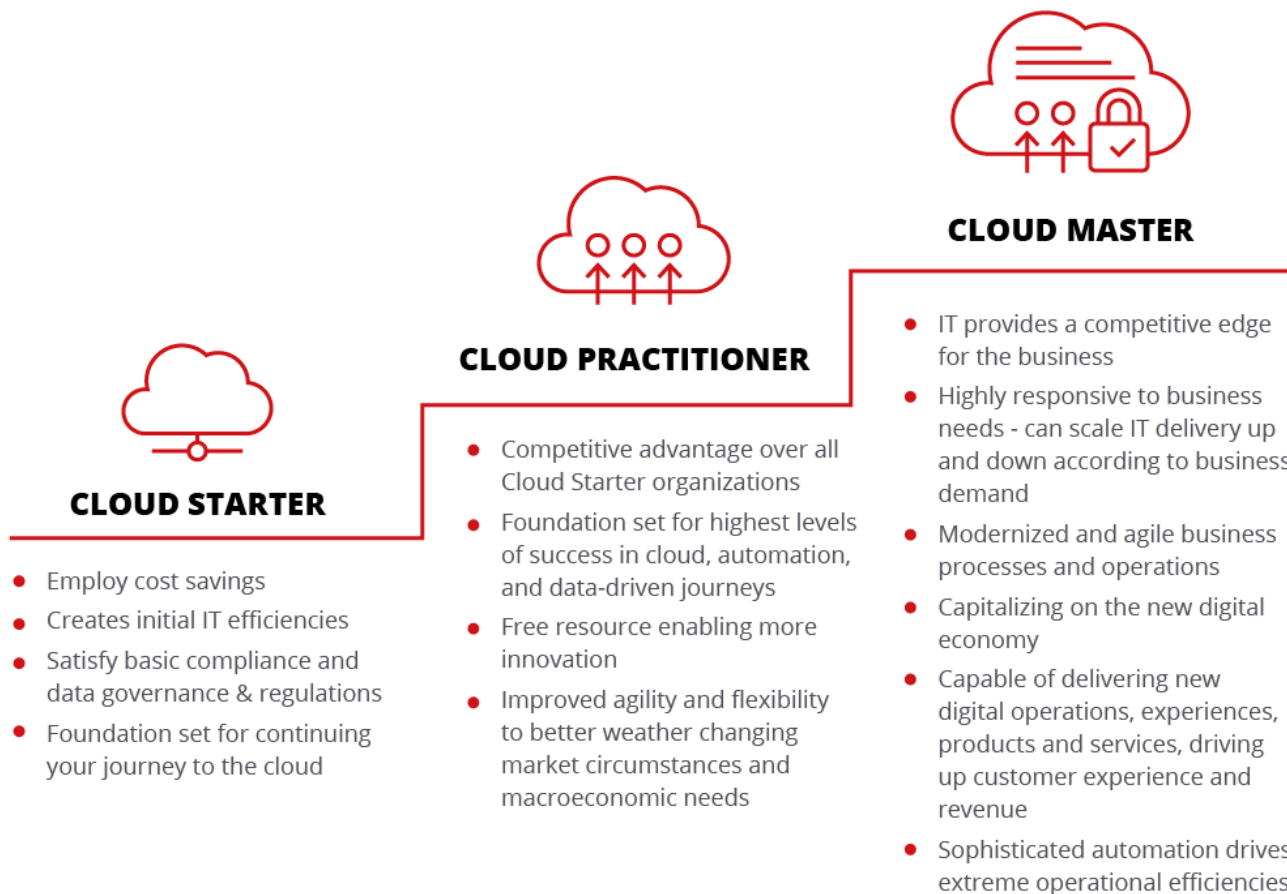 CLOUD STARTER
Employ cost savings
Creates initial IT efficiencies
Satisfy basic compliance and
data governance & regulations
Foundation set for continuing
your journey to the cloud
CLOUD PRACTITIONER
Competitive advantage over all
Cloud Starter organizations
Foundation set for highest levels
of success in cloud, automation,
and data-driven journeys
Free resource enabling more
innovation
Improved agility and flexibility
to better weather changing
market circumstances and
macroeconomic needs
CLOUD MASTER
IT provides a competitive edge
for the business
Highly responsive to business
needs - can scale IT delivery up
and down according to business
demand
Modernized and agile business
processes and operations
Capitalizing on the new digital
economy
Capable of delivering new
digital operations, experiences,
products and services, driving
up customer experience and
revenue
Sophisticated automation drives
extreme operational efficiencies